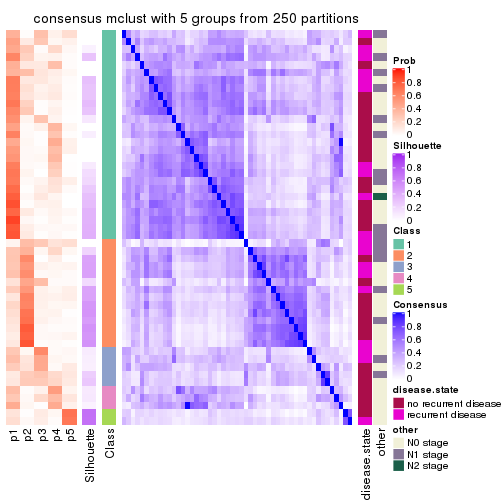 consensus mclust with 5 groups from 250 partitions
p1
p2
p3
p4
p5
Silhouette
Class
disease.state
other
Prob
1
0.8
0.6
0.4
0.2
0
Silhouette
1
0.8
0.6
0.4
0.2
0
Class
1
2
3
4
5
Consensus
1
0.8
0.6
0.4
0.2
0
disease.state
no recurrent disease
recurrent disease
other
N0 stage
N1 stage
N2 stage